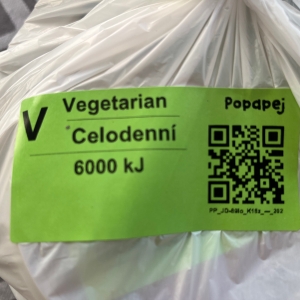 V
Vegetarian
Celodenní
6000 kJ
Popapej